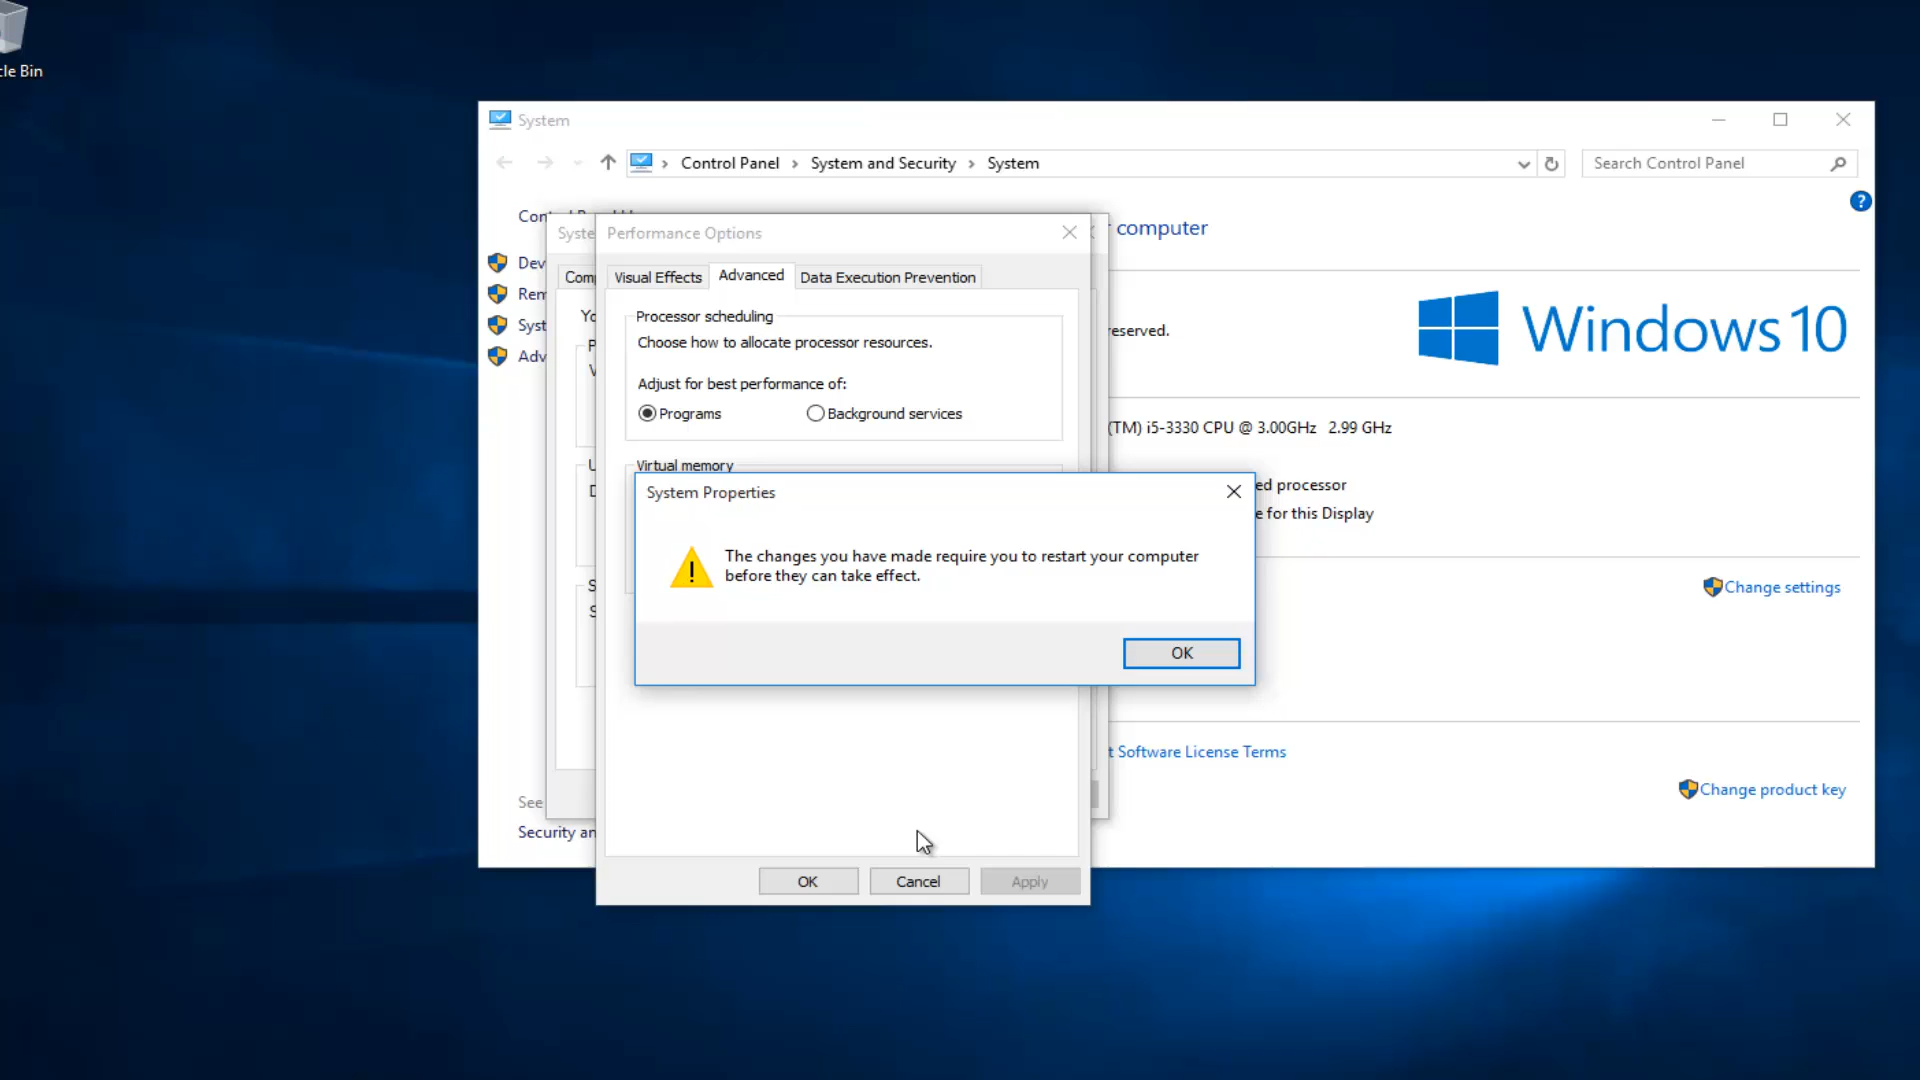 cle Bin
System
Control Panel > System and Security > System
Search Control Panel
?
computer
Syste
Performance Options
Comp
Visual Effects
Advanced
Data Execution Prevention
Processor scheduling
Choose how to allocate processor resources.
Adjust for best performance of:
Programs
Background services
Virtual memory
Dev
Rem
Syst
Adv
reserved.
Windows 10
(TM) i5-3330 CPU @ 3.00GHz 2.99 GHz
ed processor
e for this Display
System Properties
The changes you have made require you to restart your computer
before they can take effect.
OK
Change settings
t Software License Terms
Change product key
See
Security an
OK
Cancel
Apply